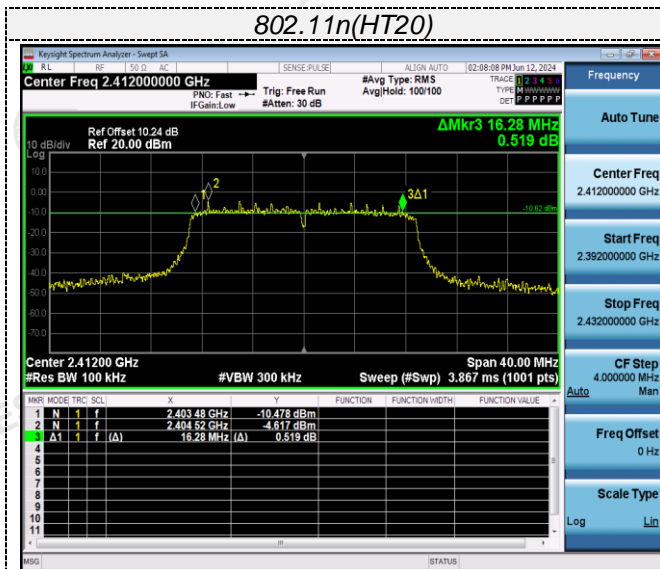 802.11n(HT20)
Keysight Spectrum Analyzer - Swept SA
RL RF 50 Ω AC SENSE:PULSE ALIGN AUTO 02:08:08 PM Jun 12, 2024
Center Freq 2.412000000 GHz
PNO: Fast
IFGain:Low
Trig: Free Run
#Atten: 30 dB
#Avg Type: RMS
Avg|Hold: 100/100
TRACE 1 2 3 4 5 6
TYPE M WWWWW
DET P P P P P P
Frequency
Auto Tune
Center Freq
2.412000000 GHz
Start Freq
2.392000000 GHz
Stop Freq
2.432000000 GHz
CF Step
4.000000 MHz
Auto Man
Freq Offset
0 Hz
Scale Type
Log Lin
10 dB/div
Log
Ref Offset 10.24 dB
Ref 20.00 dBm
ΔMkr3 16.28 MHz
0.519 dB
10.0
0.00
-10.0
-20.0
-30.0
-40.0
-50.0
-60.0
-70.0
1
2
3Δ1
-10.62 dBm
Center 2.41200 GHz
Span 40.00 MHz
#Res BW 100 kHz
#VBW 300 kHz
Sweep (#Swp) 3.867 ms (1001 pts)
MKR MODE TRC SCL X Y FUNCTION FUNCTION WIDTH FUNCTION VALUE
1 N 1 f 2.403 48 GHz -10.478 dBm
2 N 1 f 2.404 52 GHz -4.617 dBm
3 Δ1 1 f (Δ) 16.28 MHz (Δ) 0.519 dB
4
5
6
7
8
9
10
11
MSG
STATUS